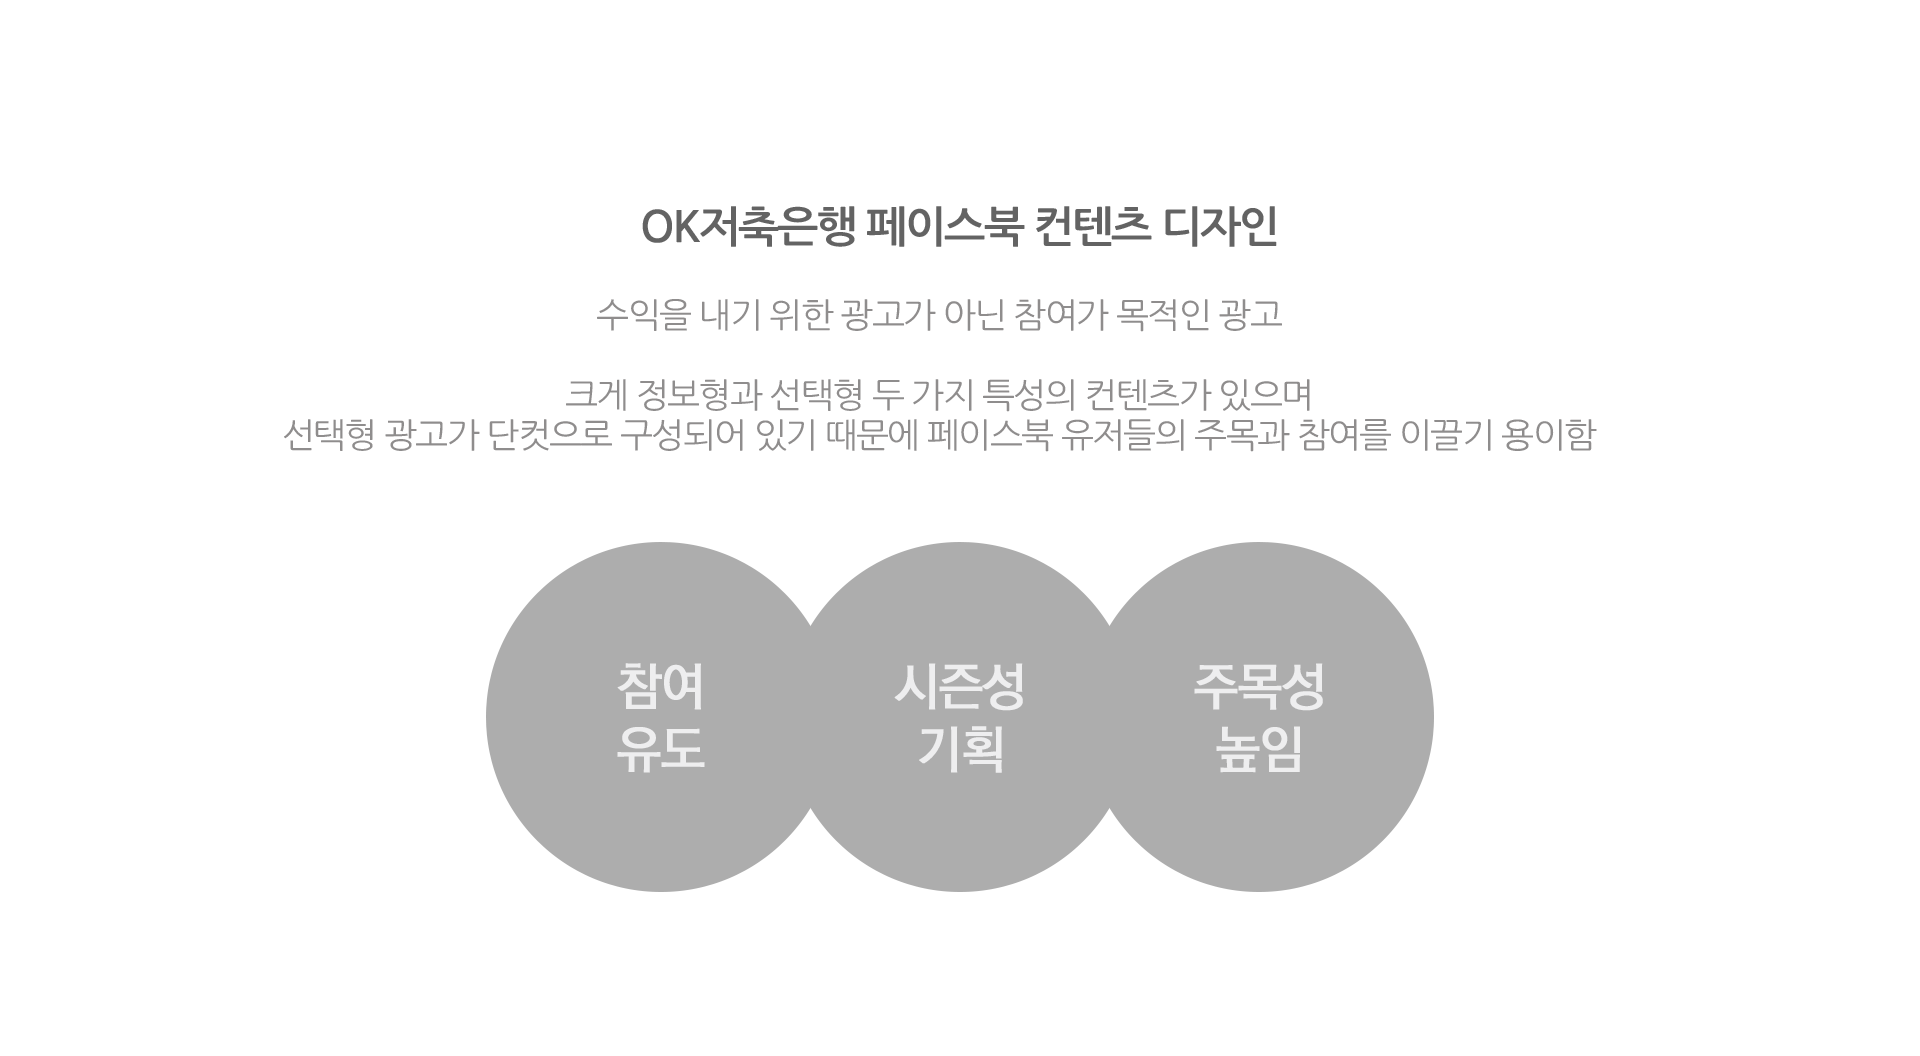 OK저축은행 페이스북 컨텐츠 디자인
수익을 내기 위한 광고가 아닌 참여가 목적인 광고
크게 정보형과 선택형 두 가지 특성의 컨텐츠가 있으며
선택형 광고가 단컷으로 구성되어 있기 때문에 페이스북 유저들의 주목과 참여를 이끌기 용이함
참여
유도
시즌성
기획
주목성
높임